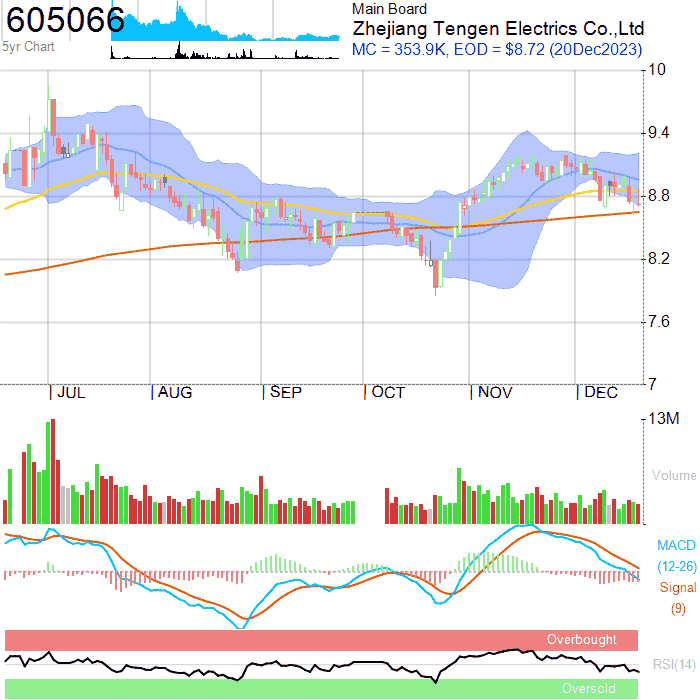 605066
5yr Chart
Main Board
Zhejiang Tengen Electrics Co.,Ltd
MC = 353.9K, EOD = $8.72 (20Dec2023)
10
9.4
8.8
8.2
7.6
7
JUL AUG SEP OCT NOV DEC
13M
Volume
MACD
(12-26)
Signal
(9)
Overbought
RSI(14)
Oversold